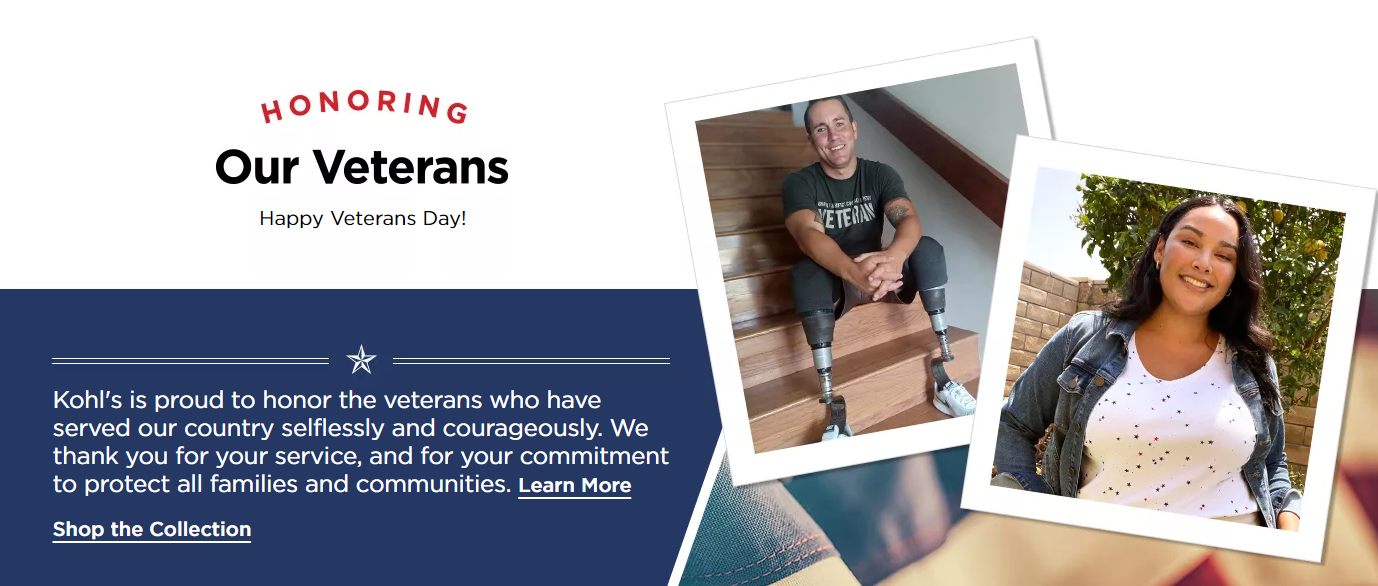 HONORING
Our Veterans
Happy Veterans Day!
VETERAN
Kohl's is proud to honor the veterans who have
served our country selflessly and courageously. We
thank you for your service, and for your commitment
to protect all families and communities. Learn More
Shop the Collection